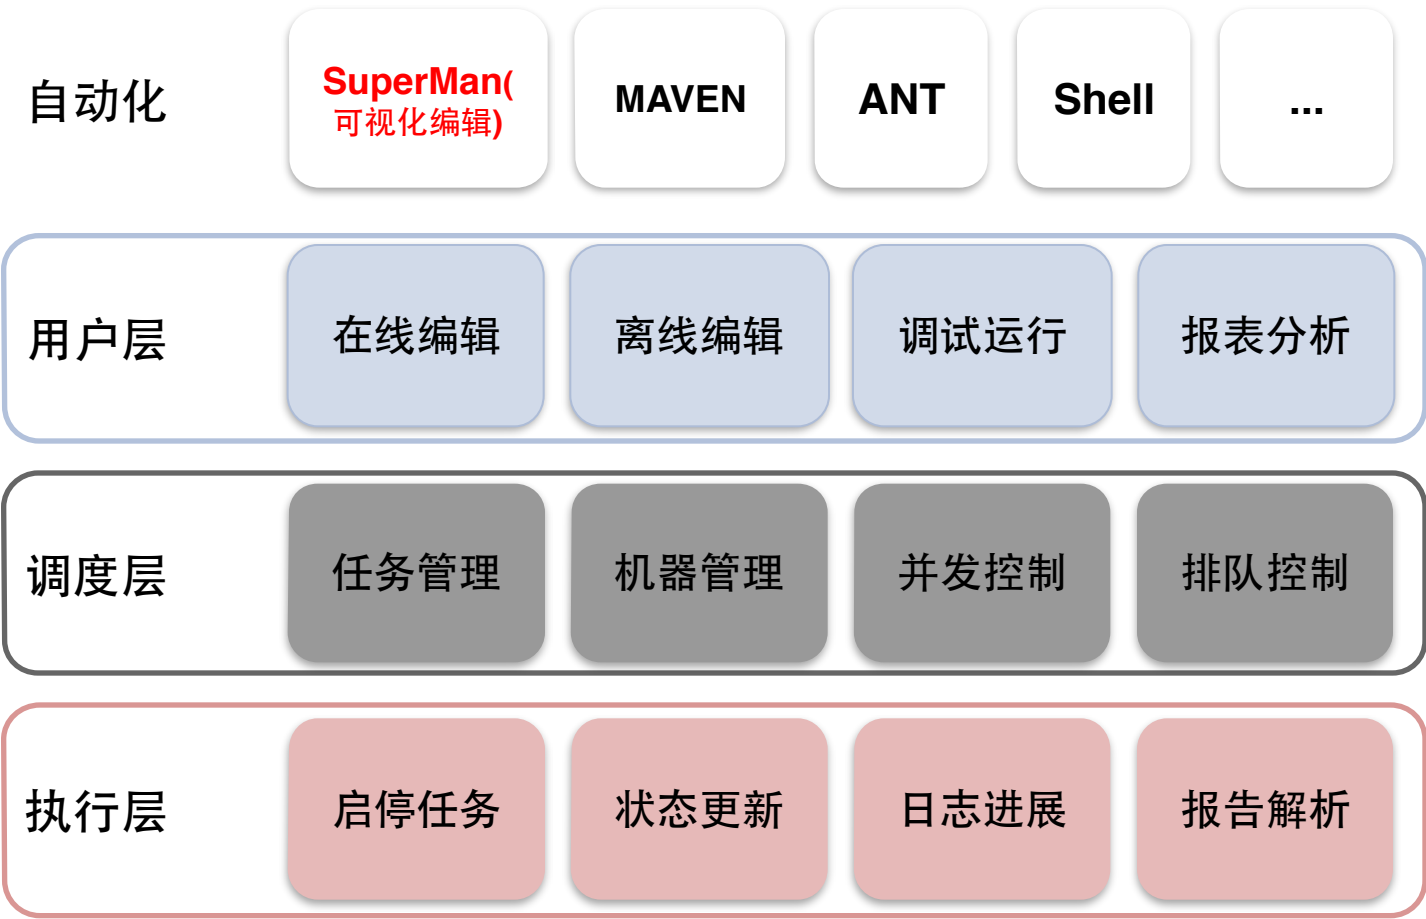 自动化
SuperMan(
可视化编辑)
MAVEN
ANT
Shell
...
用户层
在线编辑
离线编辑
调试运行
报表分析
调度层
任务管理
机器管理
并发控制
排队控制
执行层
启停任务
状态更新
日志进展
报告解析